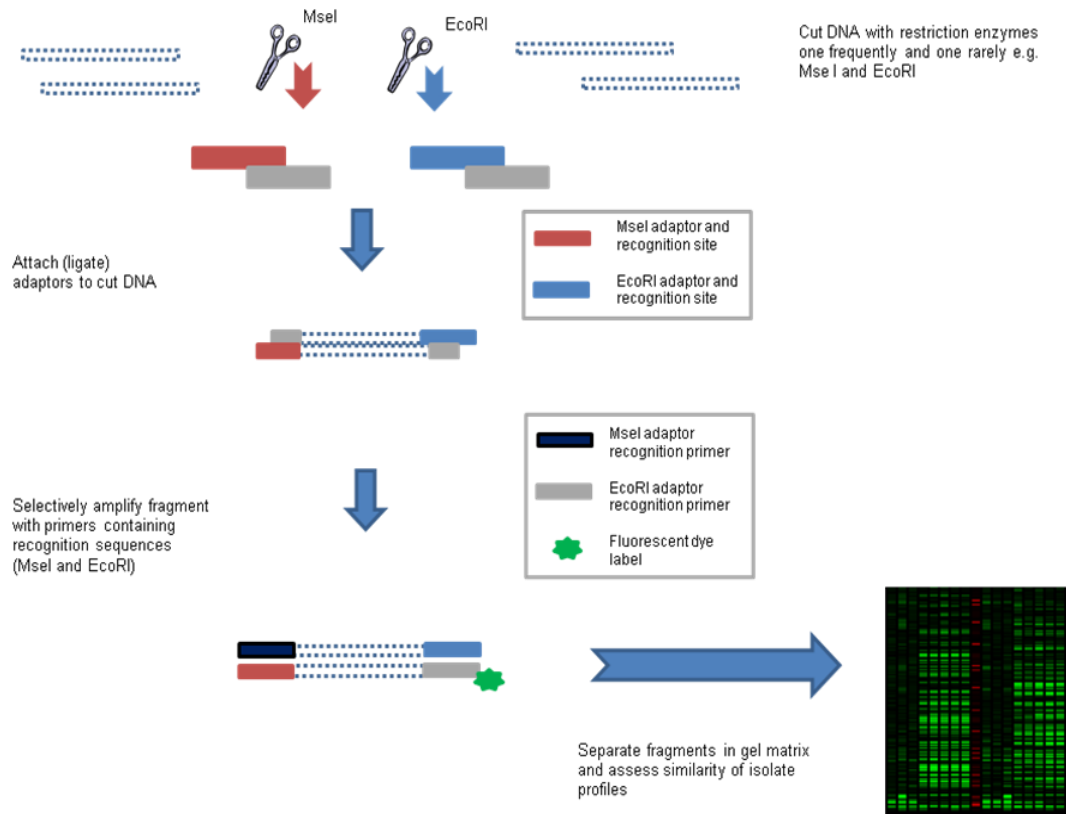 MseI
EcoRI
Cut DNA with restriction enzymes
one frequently and one rarely e.g.
Mse I and EcoRI
MseI adaptor and
recognition site
EcoRI adaptor and
recognition site
Attach (ligate)
adaptors to cut DNA
MseI adaptor
recognition primer
EcoRI adaptor
recognition primer
Fluorescent dye
label
Selectively amplify fragment
with primers containing
recognition sequences
(MseI and EcoRI)
Separate fragments in gel matrix
and assess similarity of isolate
profiles